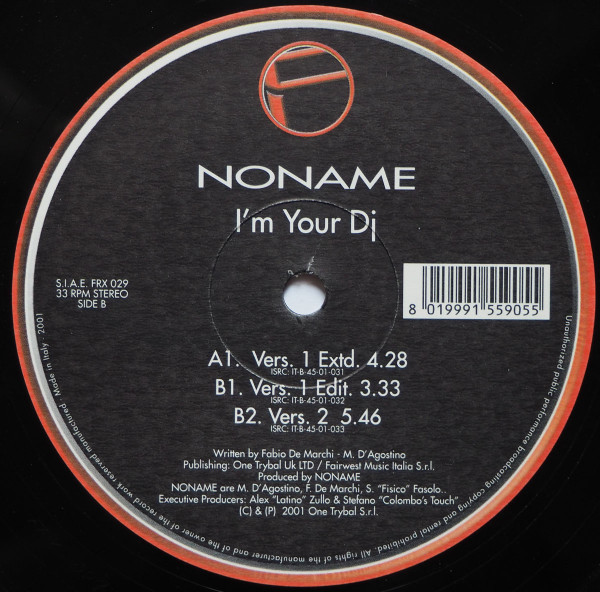 NONAME
I'm Your Dj
S.I.A.E. FRX 029
33 RPM STEREO
SIDE B
8 019991 559055
A1. Vers. 1 Extd. 4.28
ISRC: IT-B-45-01-031
B1. Vers. 1 Edit. 3.33
ISRC: IT-B-45-01-032
B2. Vers. 2 5.46
ISRC: IT-B-45-01-033
Written by Fabio De Marchi - M. D'Agostino
Publishing: One Trybal Uk LTD / Fairwest Music Italia S.r.l.
Produced by NONAME
NONAME are M. D'Agostino, F. De Marchi, S. "Fisico" Fasolo..
Executive Producers: Alex "Latino" Zullo & Stefano "Colombo's Touch"
(C) & (P) 2001 One Trybal S.r.l.
Unauthorized public performance broadcasting copying and rental prohibited. All rights of the manufacturer and of the owner of the record work reserved manufactured. Made in Italy - 2001